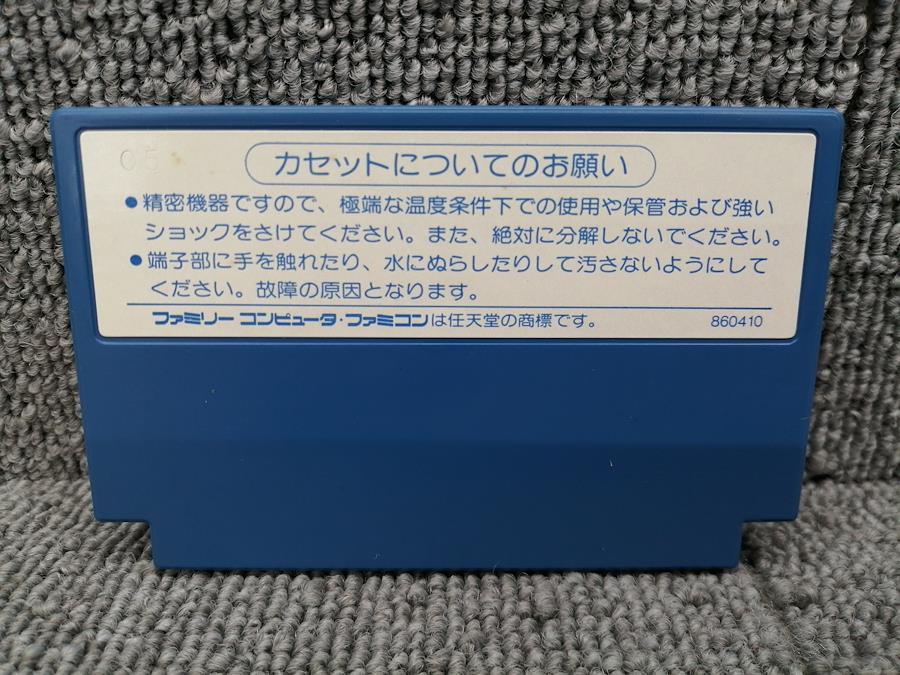 05
カセットについてのお願い
●精密機器ですので、極端な温度条件下での使用や保管および強い
ショックをさけてください。また、絶対に分解しないでください。
●端子部に手を触れたり、水にぬらしたりして汚さないようにして
ください。故障の原因となります。
ファミリー コンピュータ・ファミコンは任天堂の商標です。 860410